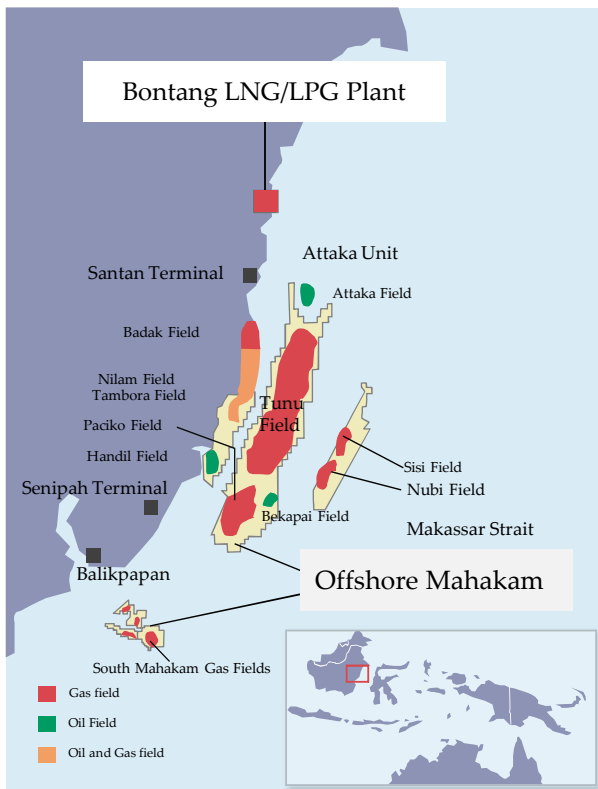 Bontang LNG/LPG Plant
Attaka Unit
Santan Terminal
Attaka Field
Badak Field
Nilam Field
Tambora Field
Tunu
Field
Paciko Field
Handil Field
Sisi Field
Senipah Terminal
Nubi Field
Bekapai Field
Makassar Strait
Balikpapan
Offshore Mahakam
South Mahakam Gas Fields
Gas field
Oil Field
Oil and Gas field